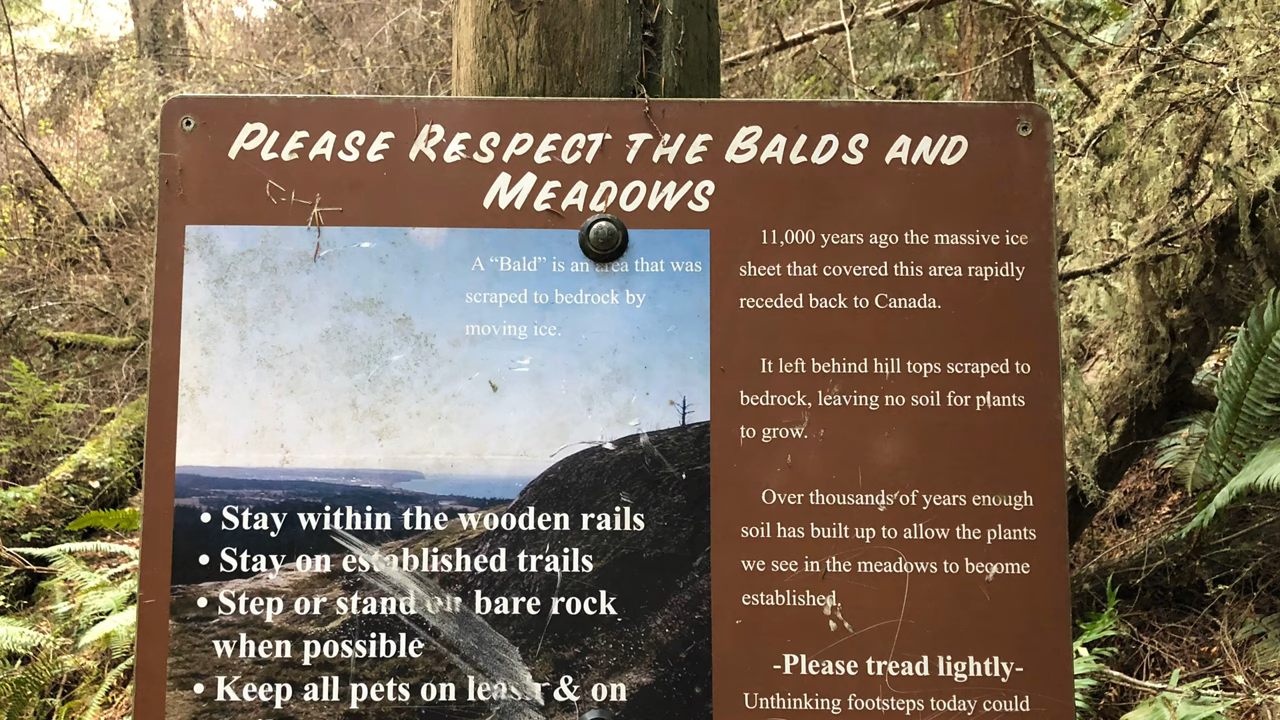 PLEASE RESPECT THE BALDS AND
MEADOWS
A “Bald” is an area that was
scraped to bedrock by
moving ice.
• Stay within the wooden rails
• Stay on established trails
• Step or stand on bare rock
when possible
• Keep all pets on & on
11,000 years ago the massive ice
sheet that covered this area rapidly
receded back to Canada.
It left behind hill tops scraped to
bedrock, leaving no soil for plants
to grow.
Over thousands of years enough
soil has built up to allow the plants
we see in the meadows to become
established.
-Please tread lightly-
Unthinking footsteps today could